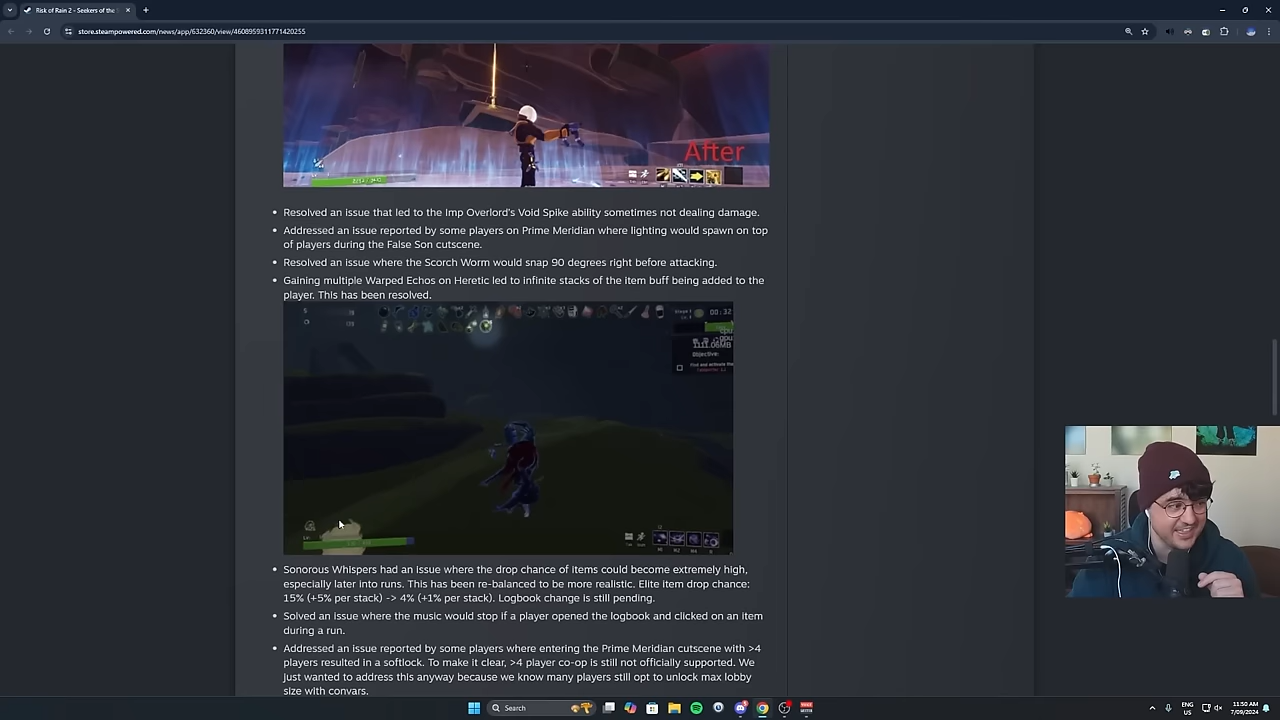 Risk of Rain 2 - Seekers of the S
store.steampowered.com/news/app/632360/view/4608959311771420255
After
• Resolved an issue that led to the Imp Overlord's Void Spike ability sometimes not dealing damage.
• Addressed an issue reported by some players on Prime Meridian where lighting would spawn on top
of players during the False Son cutscene.
• Resolved an issue where the Scorch Worm would snap 90 degrees right before attacking.
• Gaining multiple Warped Echos on Heretic led to infinite stacks of the item buff being added to the
player. This has been resolved.
00:32
Objective:
Find and activate the
• Sonorous Whispers had an issue where the drop chance of items could become extremely high,
especially later into runs. This has been re-balanced to be more realistic. Elite item drop chance:
15% (+5% per stack) -> 4% (+1% per stack). Logbook change is still pending.
• Solved an issue where the music would stop if a player opened the logbook and clicked on an item
during a run.
• Addressed an issue reported by some players where entering the Prime Meridian cutscene with >4
players resulted in a softlock. To make it clear, >4 player co-op is still not officially supported. We
just wanted to address this anyway because we know many players still opt to unlock max lobby
size with convars.
Search
ENG
US
11:50 AM
7/09/2024